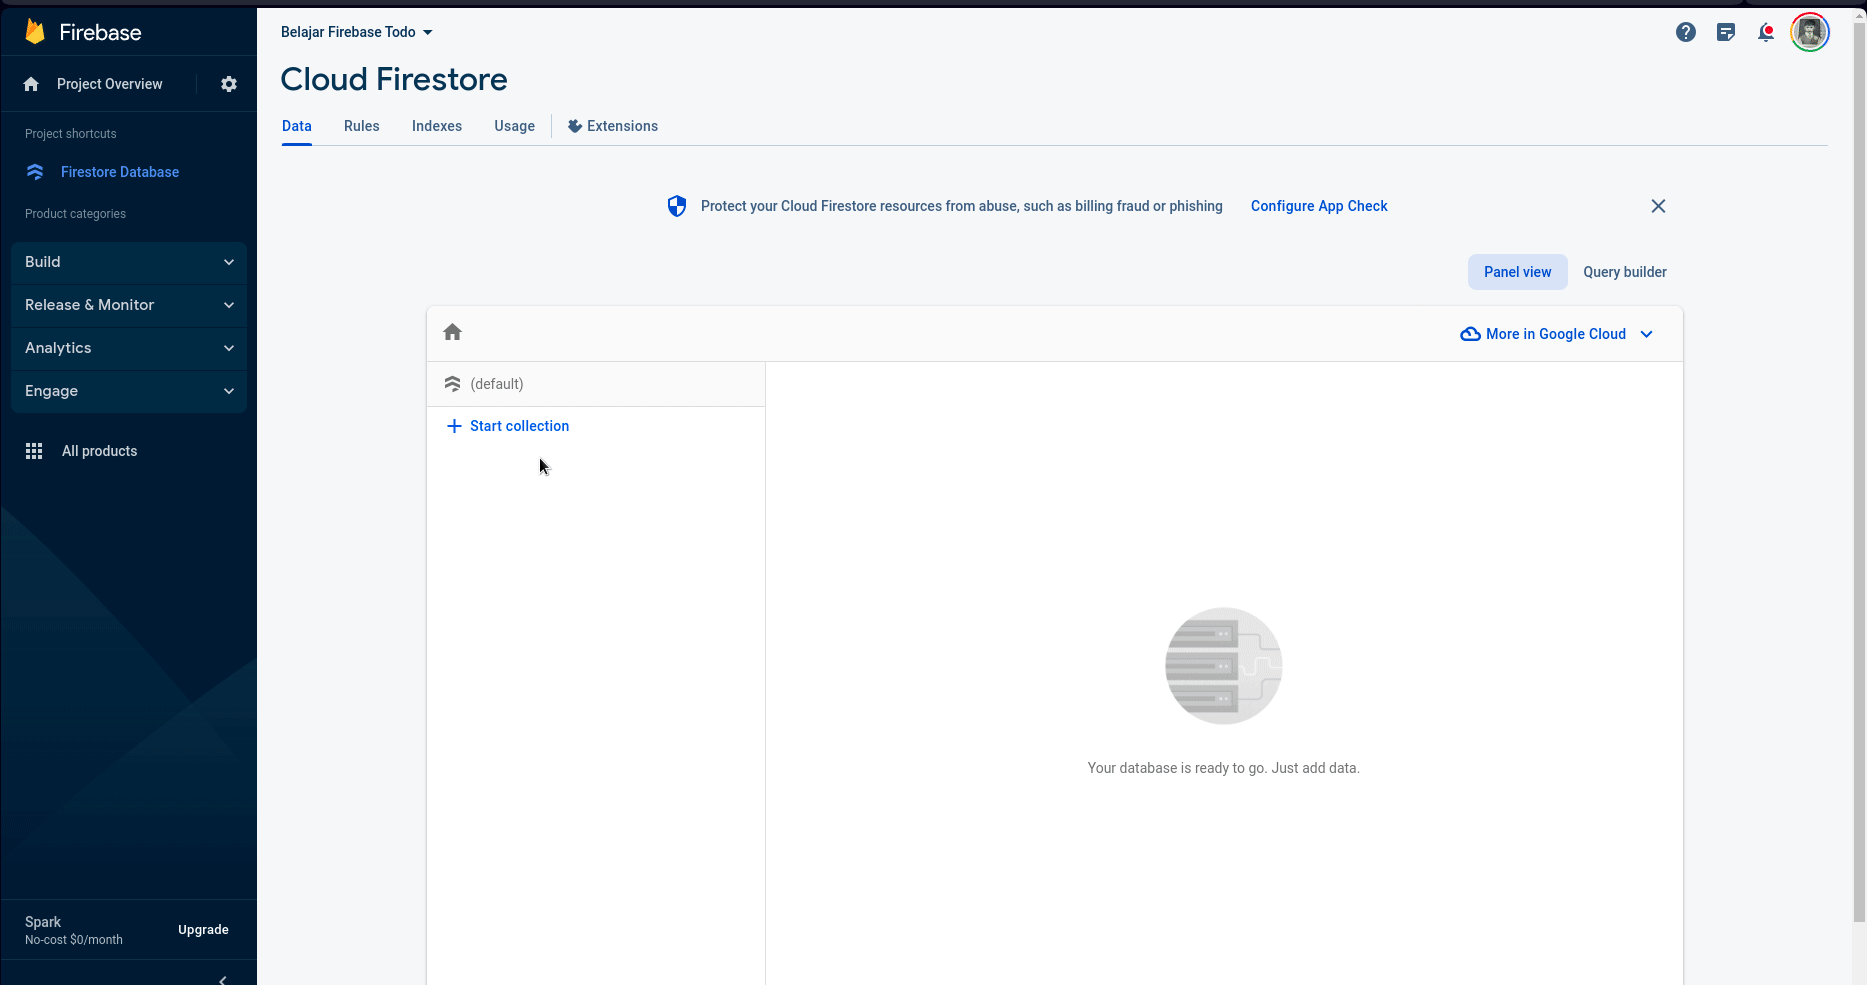 Firebase
Project Overview
Project shortcuts
Firestore Database
Product categories
Build
Release & Monitor
Analytics
Engage
All products
Spark
No-cost $0/month
Upgrade
Belajar Firebase Todo
Cloud Firestore
Data Rules Indexes Usage Extensions
Protect your Cloud Firestore resources from abuse, such as billing fraud or phishing Configure App Check
Panel view Query builder
More in Google Cloud
(default)
Start collection
Your database is ready to go. Just add data.